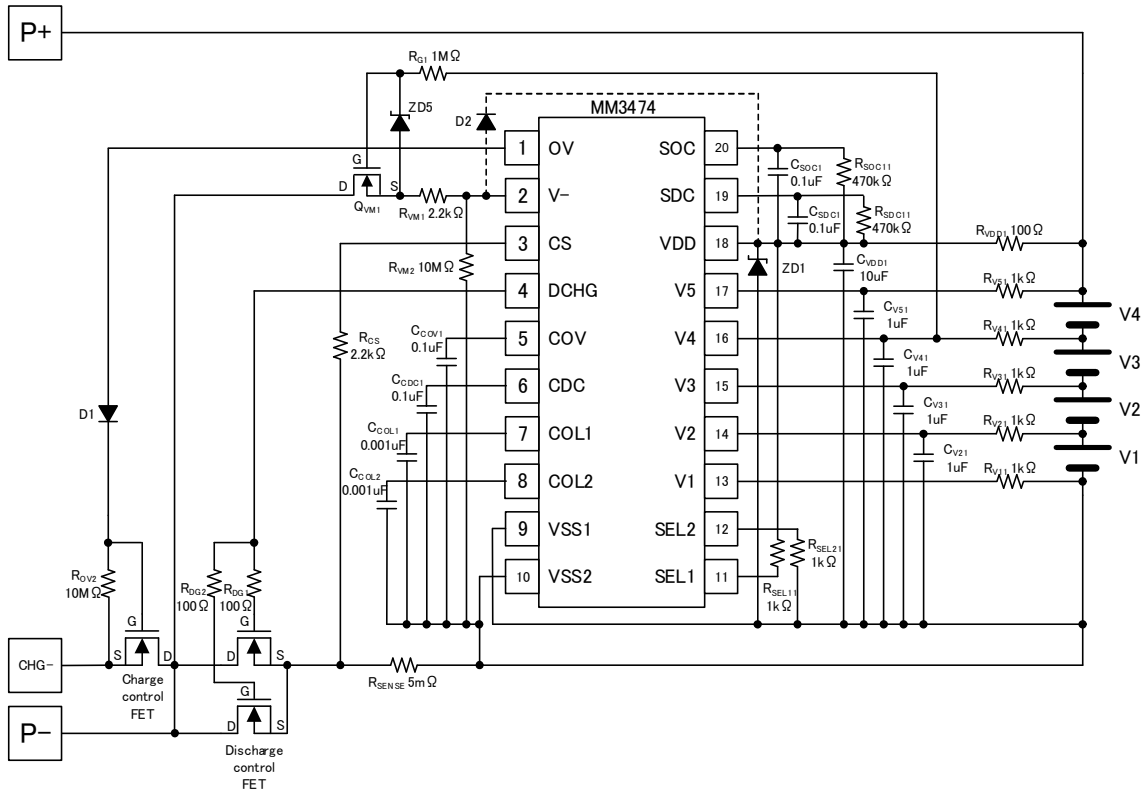 P+
RG1 1MΩ
ZD5
D2
MM3474
1 OV
2 V-
3 CS
4 DCHG
5 COV
6 CDC
7 COL1
8 COL2
9 VSS1
10 VSS2
SOC 20
SDC 19
VDD 18
V5 17
V4 16
V3 15
V2 14
V1 13
SEL2 12
SEL1 11
G
D
S
QVM1
RVM1 2.2kΩ
RVM2 10MΩ
RCS
2.2kΩ
CCOV1
0.1uF
CCDC1
0.1uF
CCOL1
0.001uF
CCOL2
0.001uF
D1
CSOC1
0.1uF
RSOC11
470kΩ
CSDC1
0.1uF
RSDC11
470kΩ
RVDD1 100Ω
ZD1
CVDD1
10uF
RV51 1kΩ
CV51
1uF
RV41 1kΩ
CV41
1uF
RV31 1kΩ
CV31
1uF
RV21 1kΩ
CV21
1uF
RV11 1kΩ
V4
V3
V2
V1
RSEL21
1kΩ
RSEL11
1kΩ
ROV2
10MΩ
RDG2
100Ω
RDG1
100Ω
G
G
CHG-
S
D
D
S
Charge
control
FET
RSENSE 5mΩ
G
P-
D
S
Discharge
control
FET